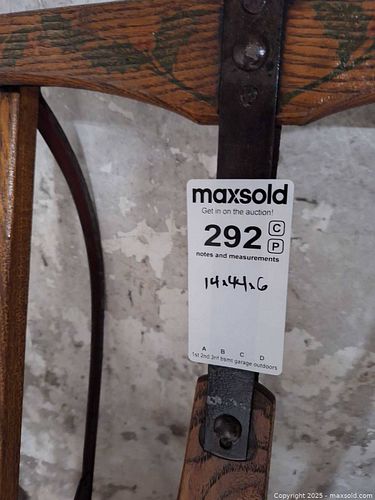 maxsold
Get in on the auction!
292 C
P
notes and measurements
14x44x6
A B C D
1st 2nd 3rd bsmt garage outdoors
Copyright 2025 - maxsold.com